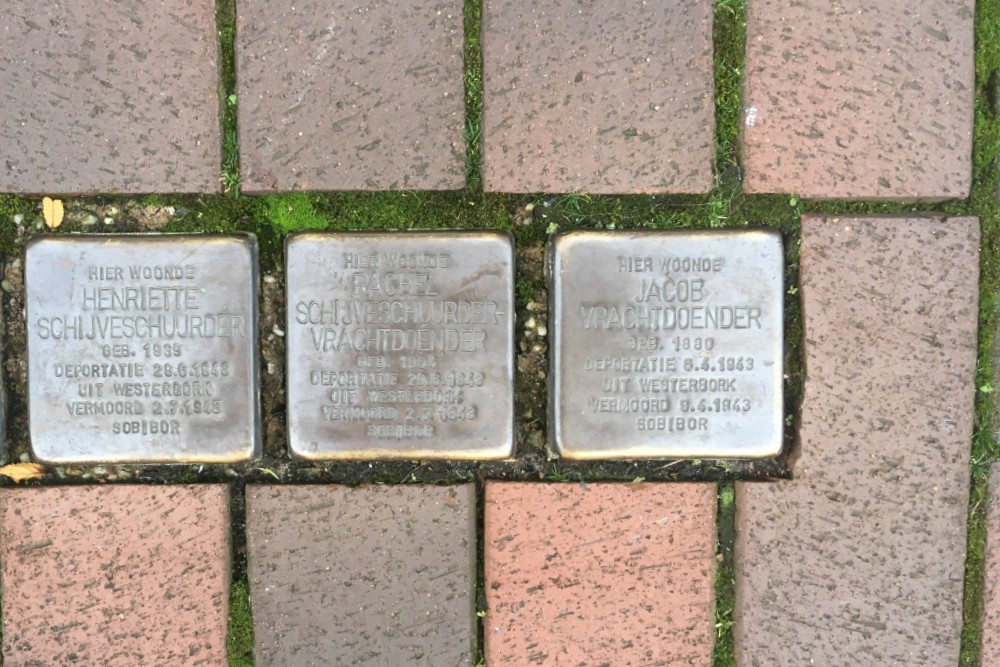 HIER WOONDE
HENRIETTE
SCHIJVESCHUURDER
GEB. 1939
DEPORTATIE 29.6.1943
UIT WESTERBORK
VERMOORD 2.7.1943
SOBIBOR
HIER WOONDE
RACHEL
SCHIJVESCHUURDER-
VRACHTDOENDER
GEB. 1904
DEPORTATIE 29.6.1943
UIT WESTERBORK
VERMOORD 2.7.1943
SOBIBOR
HIER WOONDE
JACOB
VRACHTDOENDER
GEB. 1880
DEPORTATIE 6.4.1943
UIT WESTERBORK
VERMOORD 9.4.1943
SOBIBOR